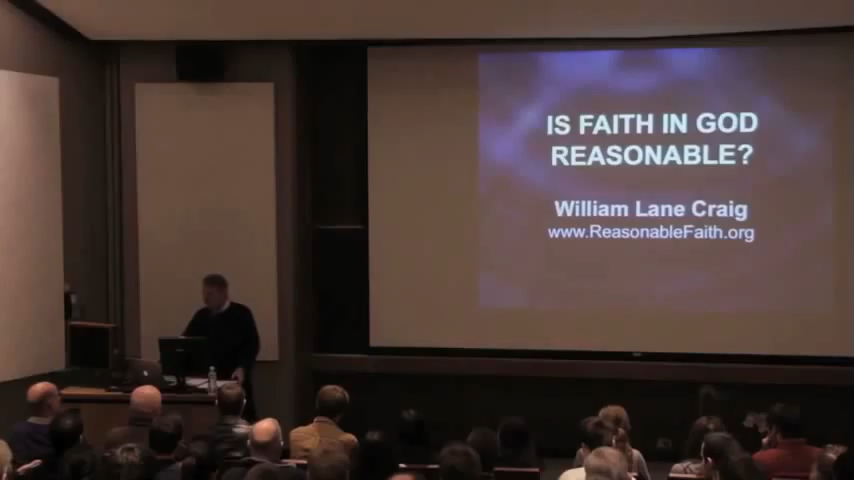 IS FAITH IN GOD
REASONABLE?
William Lane Craig
www.ReasonableFaith.org